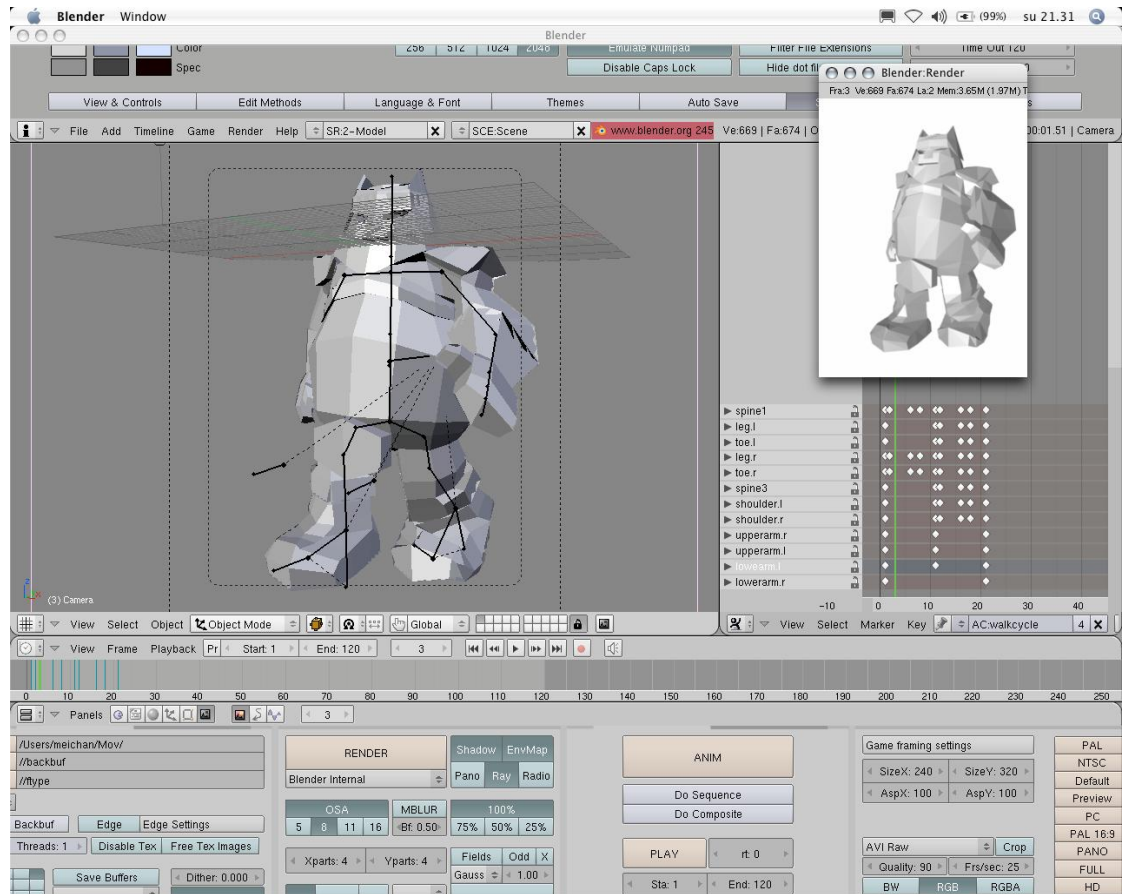 Blender Window (99%) su 21.31
Blender
Color 256 512 1024 2048 Emulate Numpad Filter File Extensions Time Out 120
Spec Disable Caps Lock Hide dot fil
View & Controls Edit Methods Language & Font Themes Auto Save
File Add Timeline Game Render Help SR:2-Model X SCE:Scene X www.blender.org 245 Ve:669 | Fa:674 | 00:01.51 | Camera
Blender:Render
Fra:3 Ve:669 Fa:674 La:2 Mem:3.65M (1.97M) T
spine1
leg.l
toe.l
leg.r
toe.r
spine3
shoulder.l
shoulder.r
upperarm.r
upperarm.l
lowearm.l
lowerarm.r
-10 0 10 20 30 40
z
x
(3) Camera
View Select Object Object Mode Global
View Select Marker Key AC:walkcycle 4 X
View Frame Playback Pr Start: 1 End: 120 3
0 10 20 30 40 50 60 70 80 90 100 110 120 130 140 150 160 170 180 190 200 210 220 230 240 250
Panels 3
/Users/meichan/Mov/
//backbuf
//ftype
Backbuf Edge Edge Settings
Threads: 1 Disable Tex Free Tex Images
Save Buffers Dither: 0.000
RENDER
Blender Internal
Shadow EnvMap
Pano Ray Radio
OSA MBLUR 100%
5 8 11 16 Bf: 0.50 75% 50% 25%
Xparts: 4 Yparts: 4 Fields Odd X
Gauss 1.00
ANIM
Do Sequence
Do Composite
PLAY rt: 0
Sta: 1 End: 120
Game framing settings
SizeX: 240 SizeY: 320
AspX: 100 AspY: 100
AVI Raw Crop
Quality: 90 Frs/sec: 25
BW RGB RGBA
PAL
NTSC
Default
Preview
PC
PAL 16:9
PANO
FULL
HD